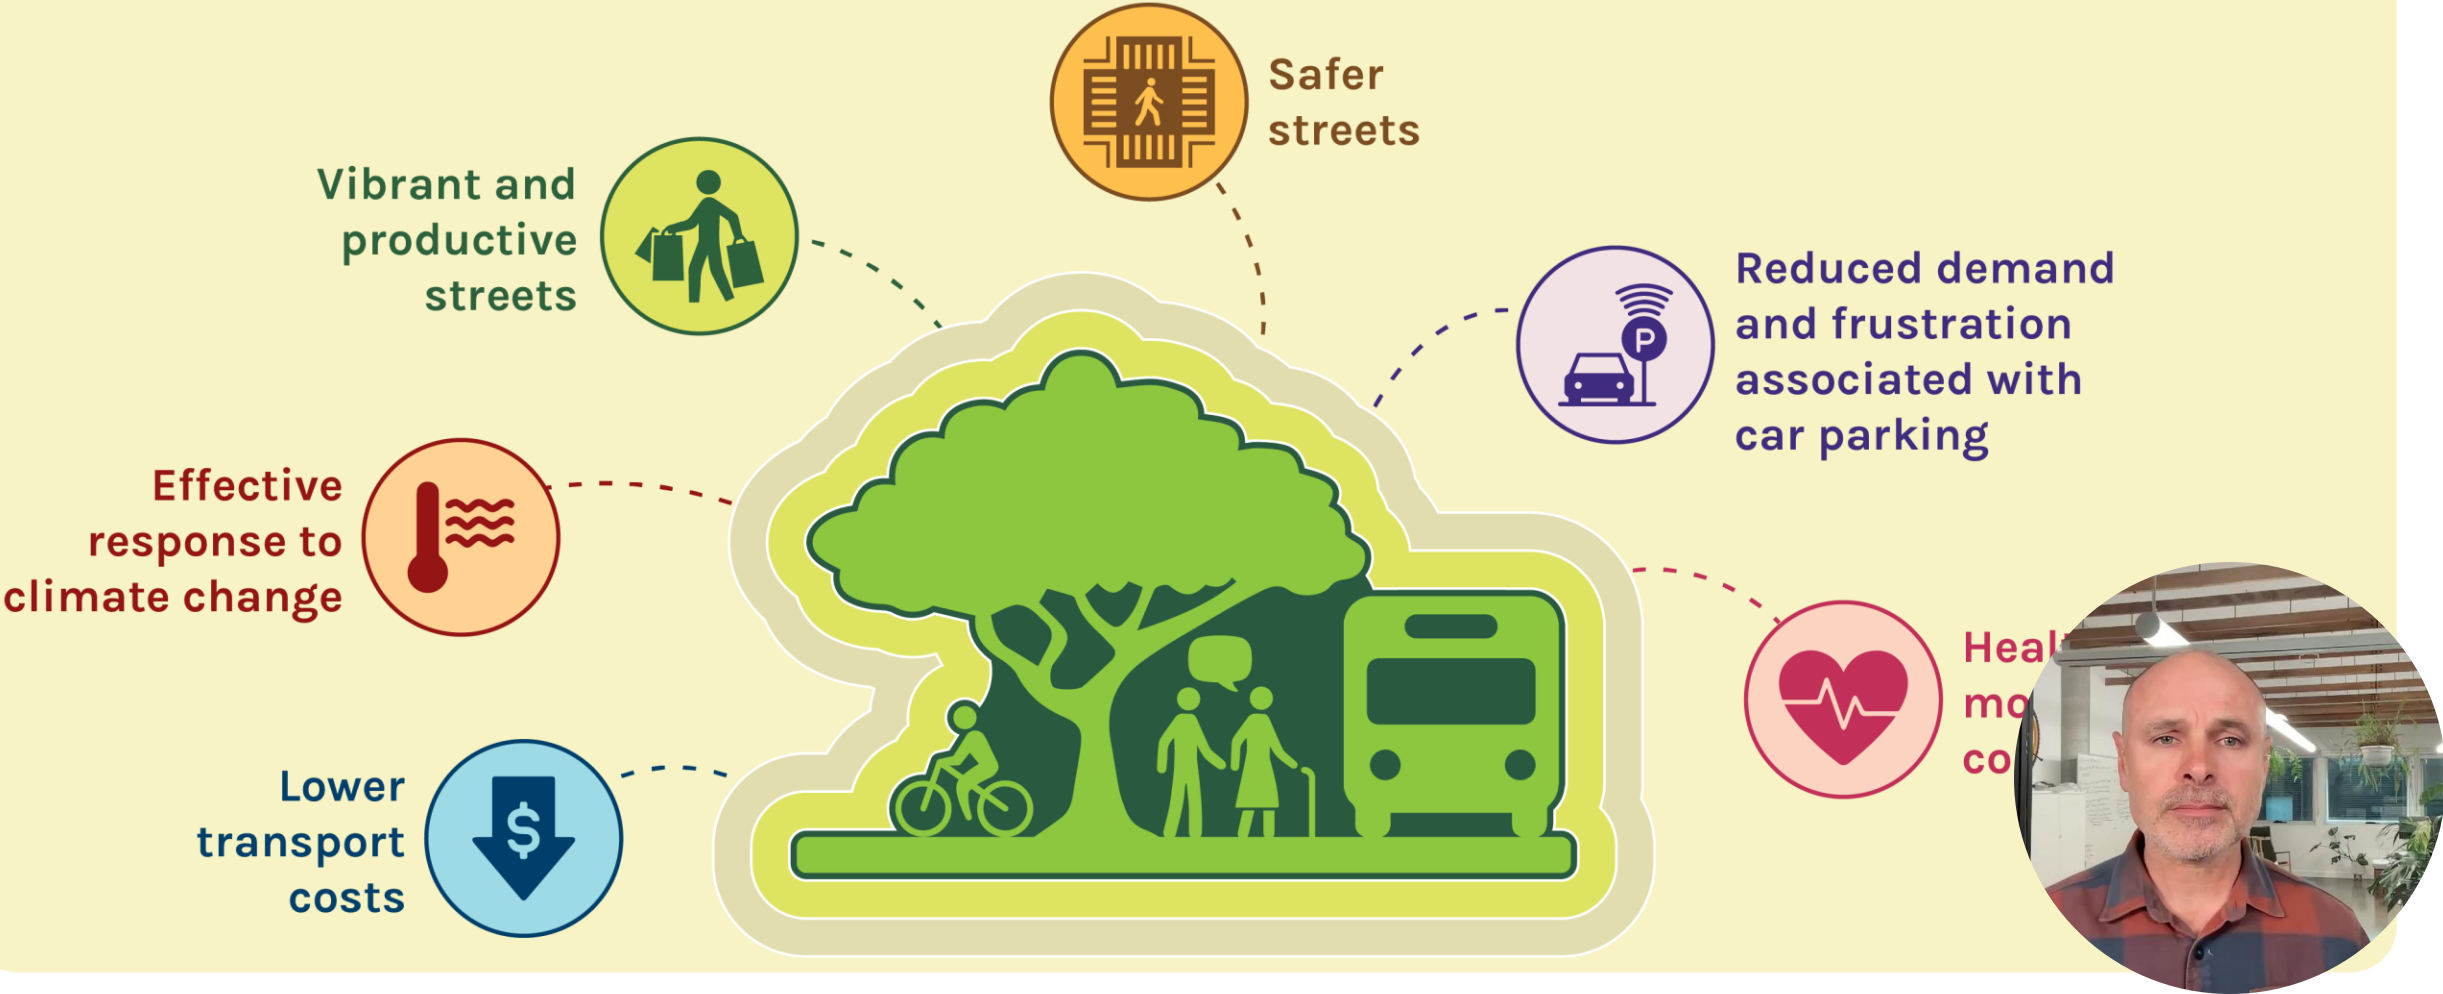 Safer
streets
Vibrant and
productive
streets
Reduced demand
and frustration
associated with
car parking
P
Effective
response to
climate change
Lower
transport
costs
$